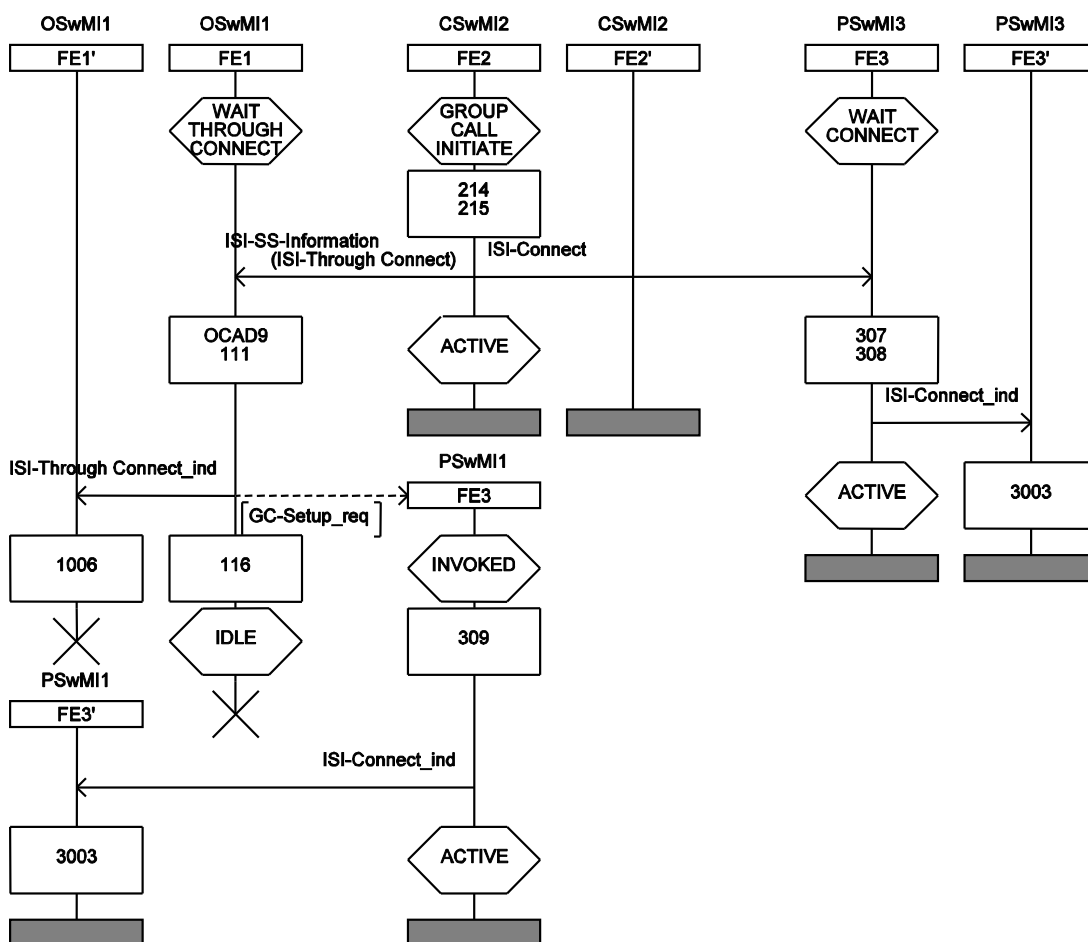 OSwMI1
OSwMI1
CSwMI2
CSwMI2
PSwMI3
PSwMI3
FE1'
FE1
FE2
FE2'
FE3
FE3'
WAIT
THROUGH
CONNECT
GROUP
CALL
INITIATE
WAIT
CONNECT
214
215
ISI-SS-Information
(ISI-Through Connect)
ISI-Connect
OCAD9
111
ACTIVE
307
308
ISI-Connect_ind
ISI-Through Connect_ind
PSwMI1
FE3
GC-Setup_req
ACTIVE
3003
1006
116
INVOKED
IDLE
309
PSwMI1
FE3'
ISI-Connect_ind
3003
ACTIVE